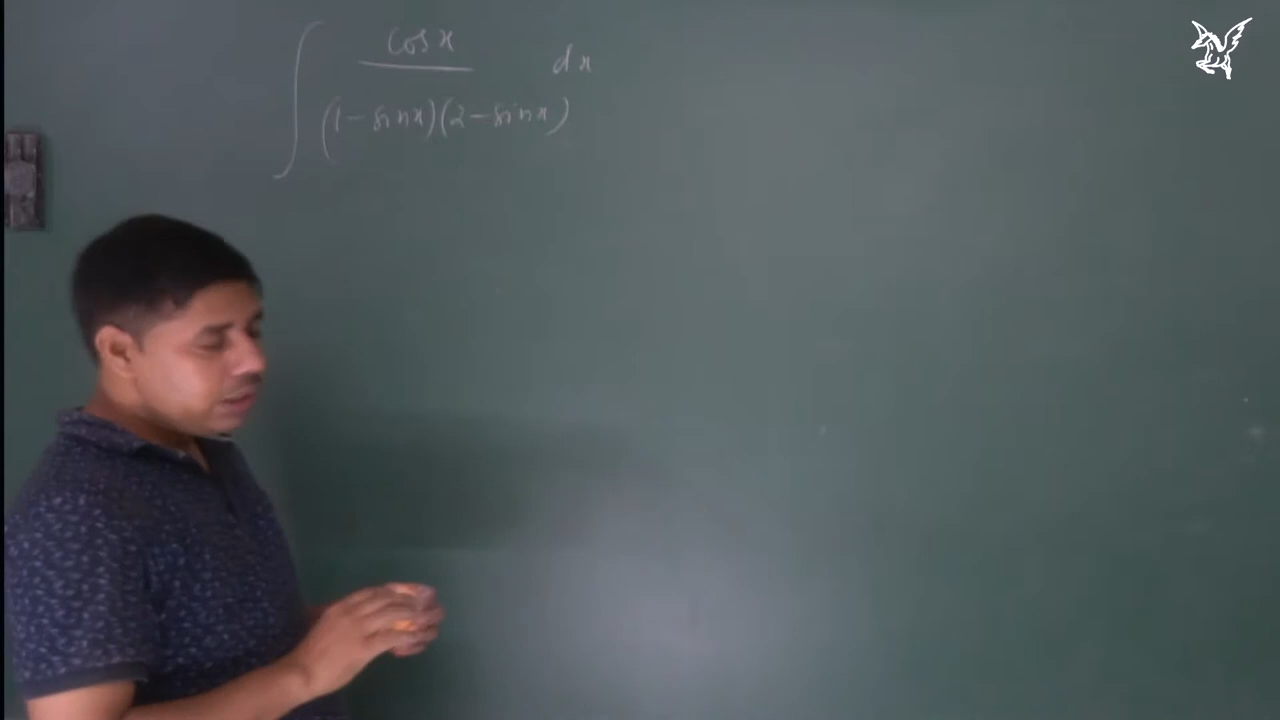 ∫ cos x / (1 - sin x)(2 - sin x) dx